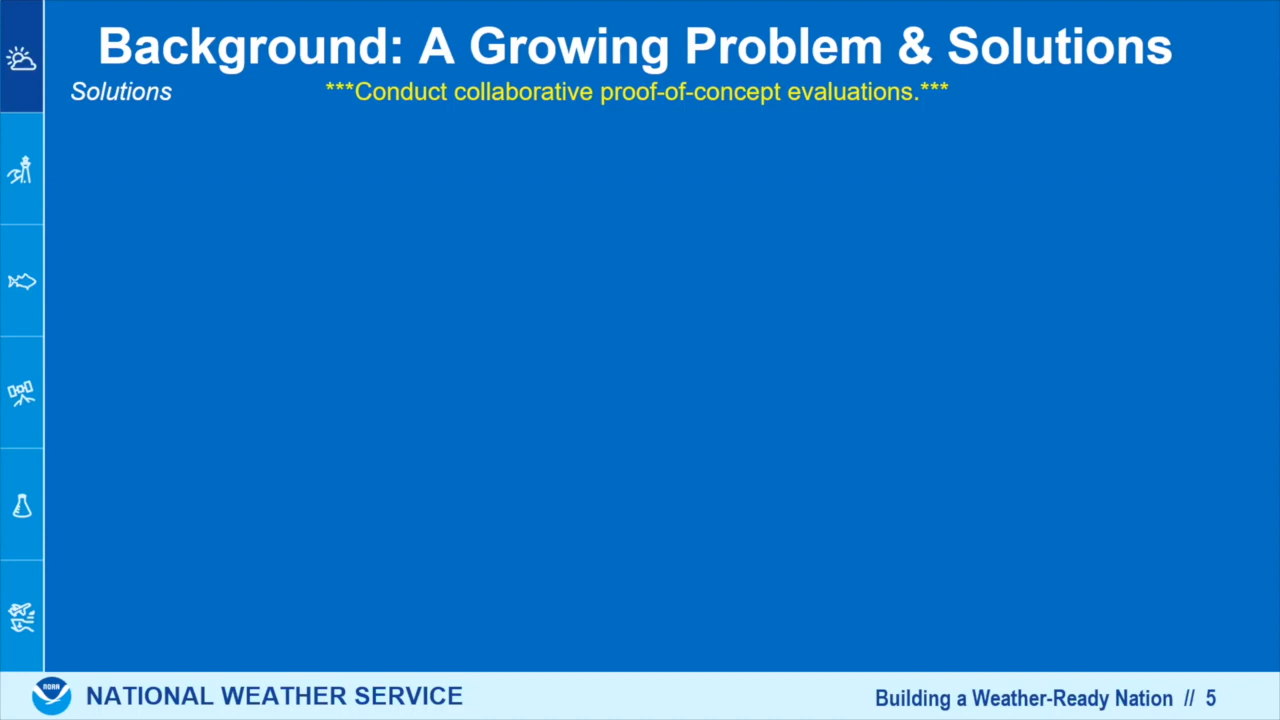 Background: A Growing Problem & Solutions
Solutions
***Conduct collaborative proof-of-concept evaluations.***
NOAA
NATIONAL WEATHER SERVICE
Building a Weather-Ready Nation // 5